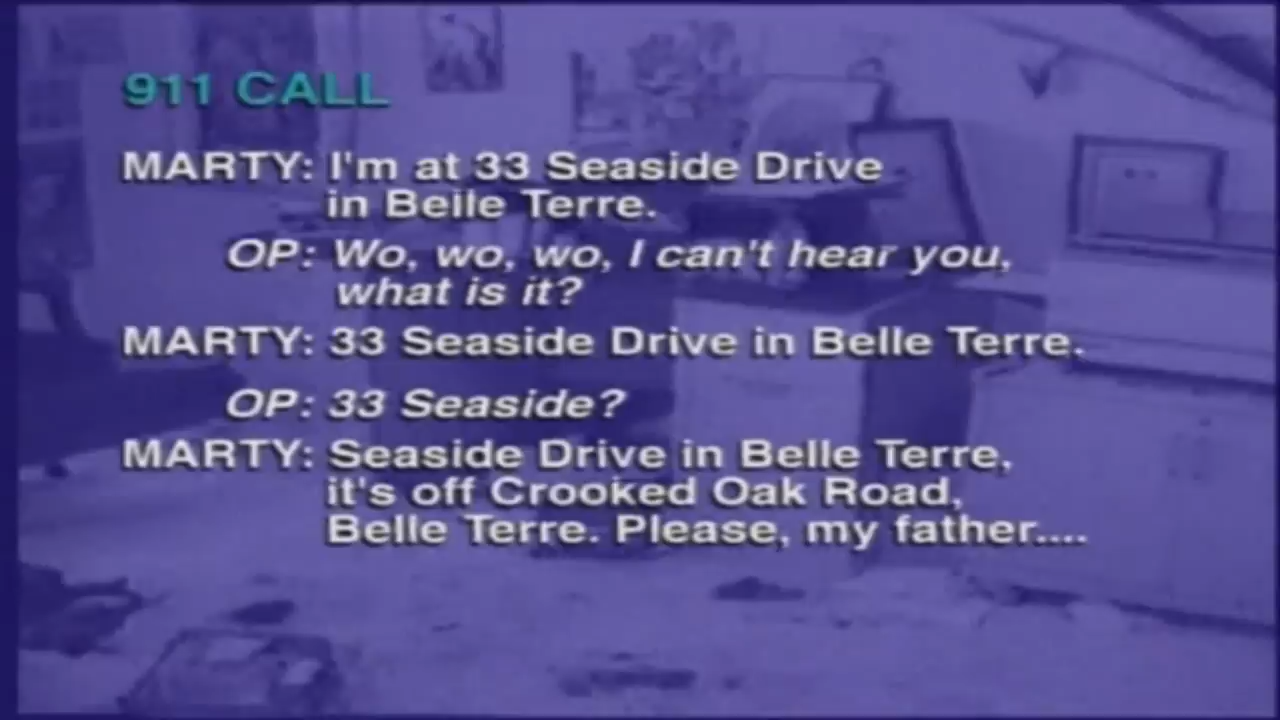 911 CALL
MARTY: I'm at 33 Seaside Drive
in Belle Terre.
OP: Wo, wo, wo, I can't hear you,
what is it?
MARTY: 33 Seaside Drive in Belle Terre.
OP: 33 Seaside?
MARTY: Seaside Drive in Belle Terre,
it's off Crooked Oak Road,
Belle Terre. Please, my father....